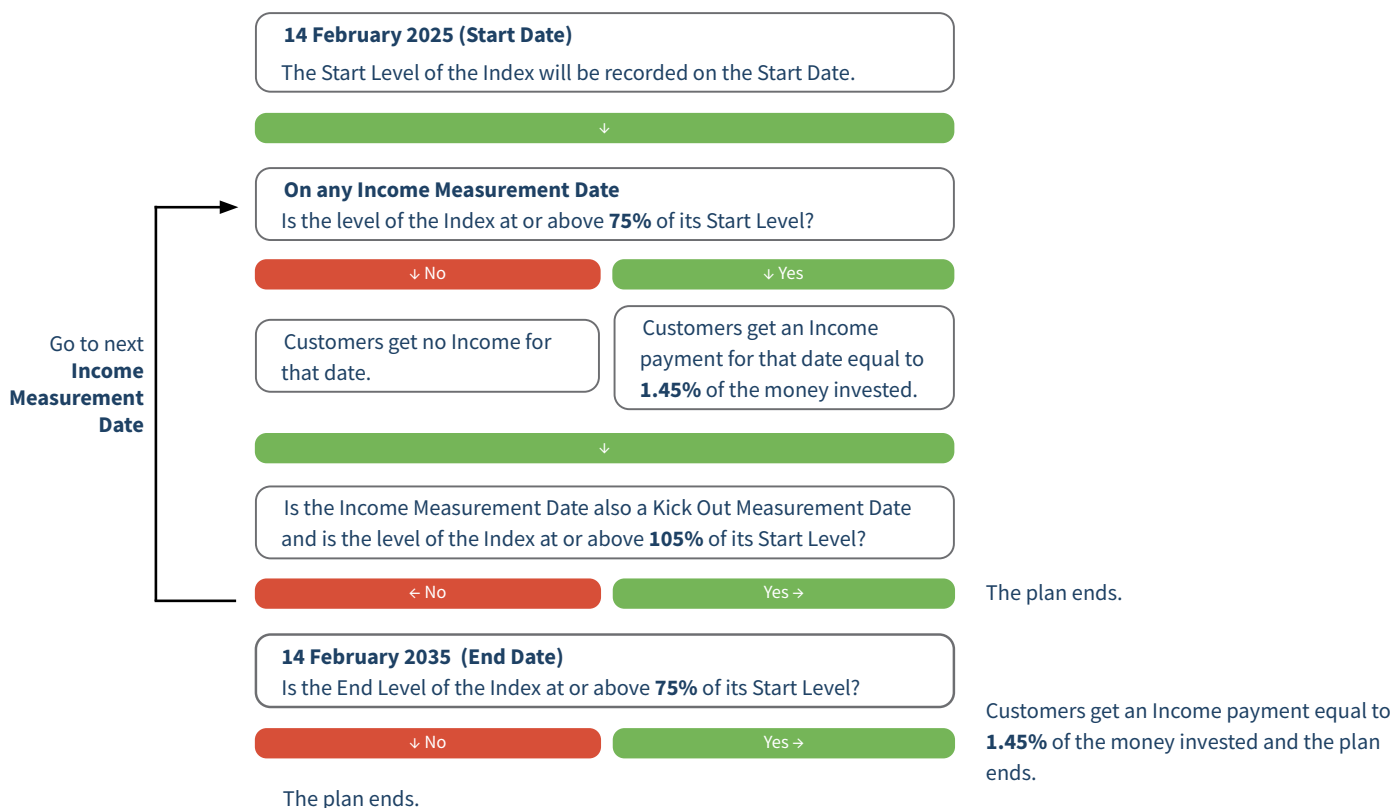 14 February 2025 (Start Date)
The Start Level of the Index will be recorded on the Start Date.
↓
On any Income Measurement Date
Is the level of the Index at or above 75% of its Start Level?
↓ No
↓ Yes
Customers get no Income for
that date.
Customers get an Income
payment for that date equal to
1.45% of the money invested.
Go to next
Income
Measurement
Date
↓
Is the Income Measurement Date also a Kick Out Measurement Date
and is the level of the Index at or above 105% of its Start Level?
← No
Yes →
The plan ends.
14 February 2035 (End Date)
Is the End Level of the Index at or above 75% of its Start Level?
↓ No
Yes →
Customers get an Income payment equal to
1.45% of the money invested and the plan
ends.
The plan ends.